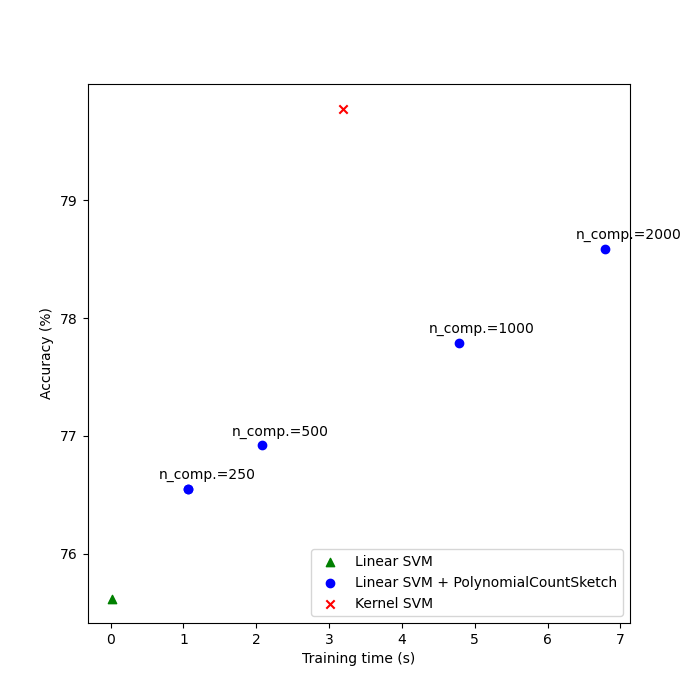 79
78
77
76
Accuracy (%)
n_comp.=2000
n_comp.=1000
n_comp.=500
n_comp.=250
Linear SVM
Linear SVM + PolynomialCountSketch
Kernel SVM
0 1 2 3 4 5 6 7
Training time (s)